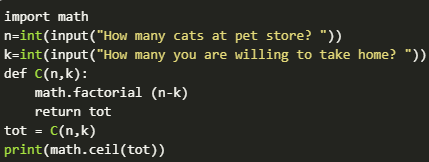 import math
n=int(input("How many cats at pet store? "))
k=int(input("How many you are willing to take home? "))
def C(n,k):
    math.factorial (n-k)
    return tot
tot = C(n,k)
print(math.ceil(tot))